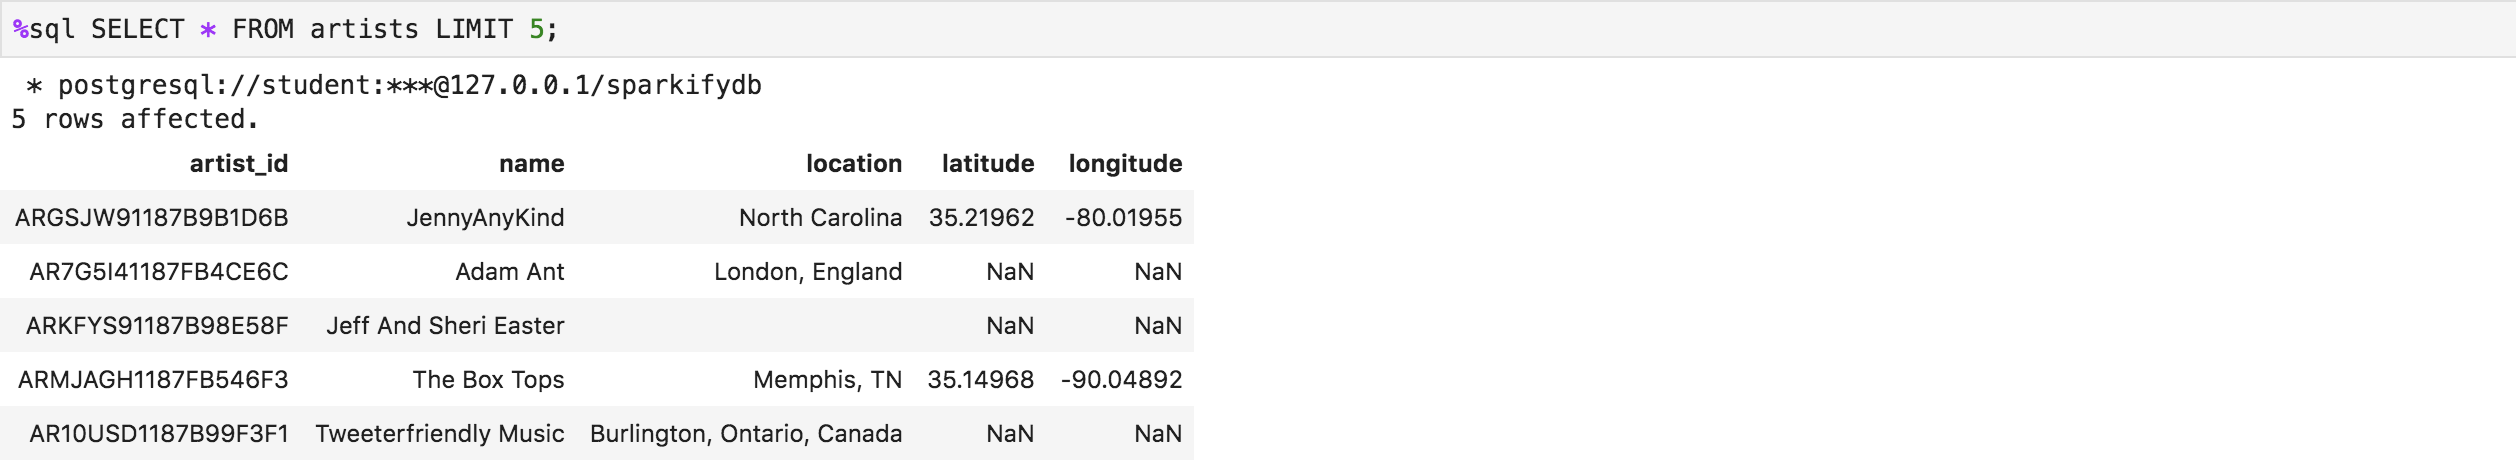 %sql SELECT * FROM artists LIMIT 5;
* postgresql://student:***@127.0.0.1/sparkifydb
5 rows affected.
artist_id name location latitude longitude
ARGSJW91187B9B1D6B JennyAnyKind North Carolina 35.21962 -80.01955
AR7G5I41187FB4CE6C Adam Ant London, England NaN NaN
ARKFYS91187B98E58F Jeff And Sheri Easter NaN NaN
ARMJAGH1187FB546F3 The Box Tops Memphis, TN 35.14968 -90.04892
AR10USD1187B99F3F1 Tweeterfriendly Music Burlington, Ontario, Canada NaN NaN